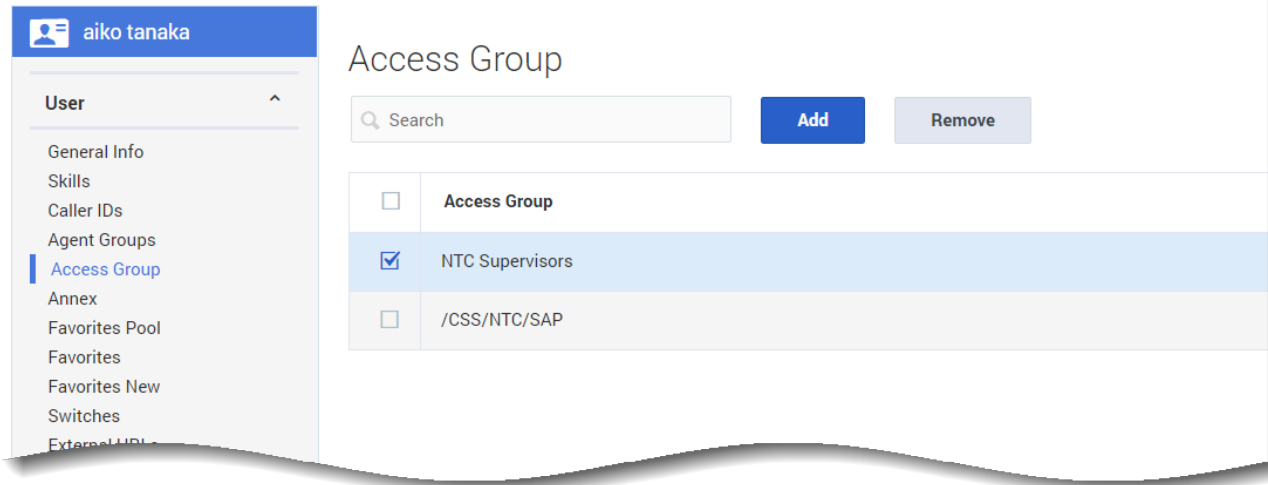 aiko tanaka
User
General Info
Skills
Caller IDs
Agent Groups
Access Group
Annex
Favorites Pool
Favorites
Favorites New
Switches
Access Group
Search
Add
Remove
Access Group
NTC Supervisors
/CSS/NTC/SAP